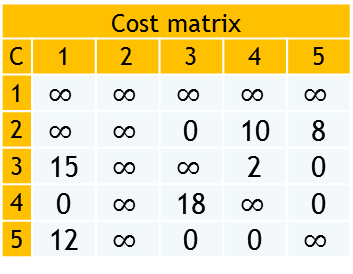 Cost matrix
C 1 2 3 4 5
1 ∞ ∞ ∞ ∞ ∞
2 ∞ ∞ 0 10 8
3 15 ∞ ∞ 2 0
4 0 ∞ 18 ∞ 0
5 12 ∞ 0 0 ∞